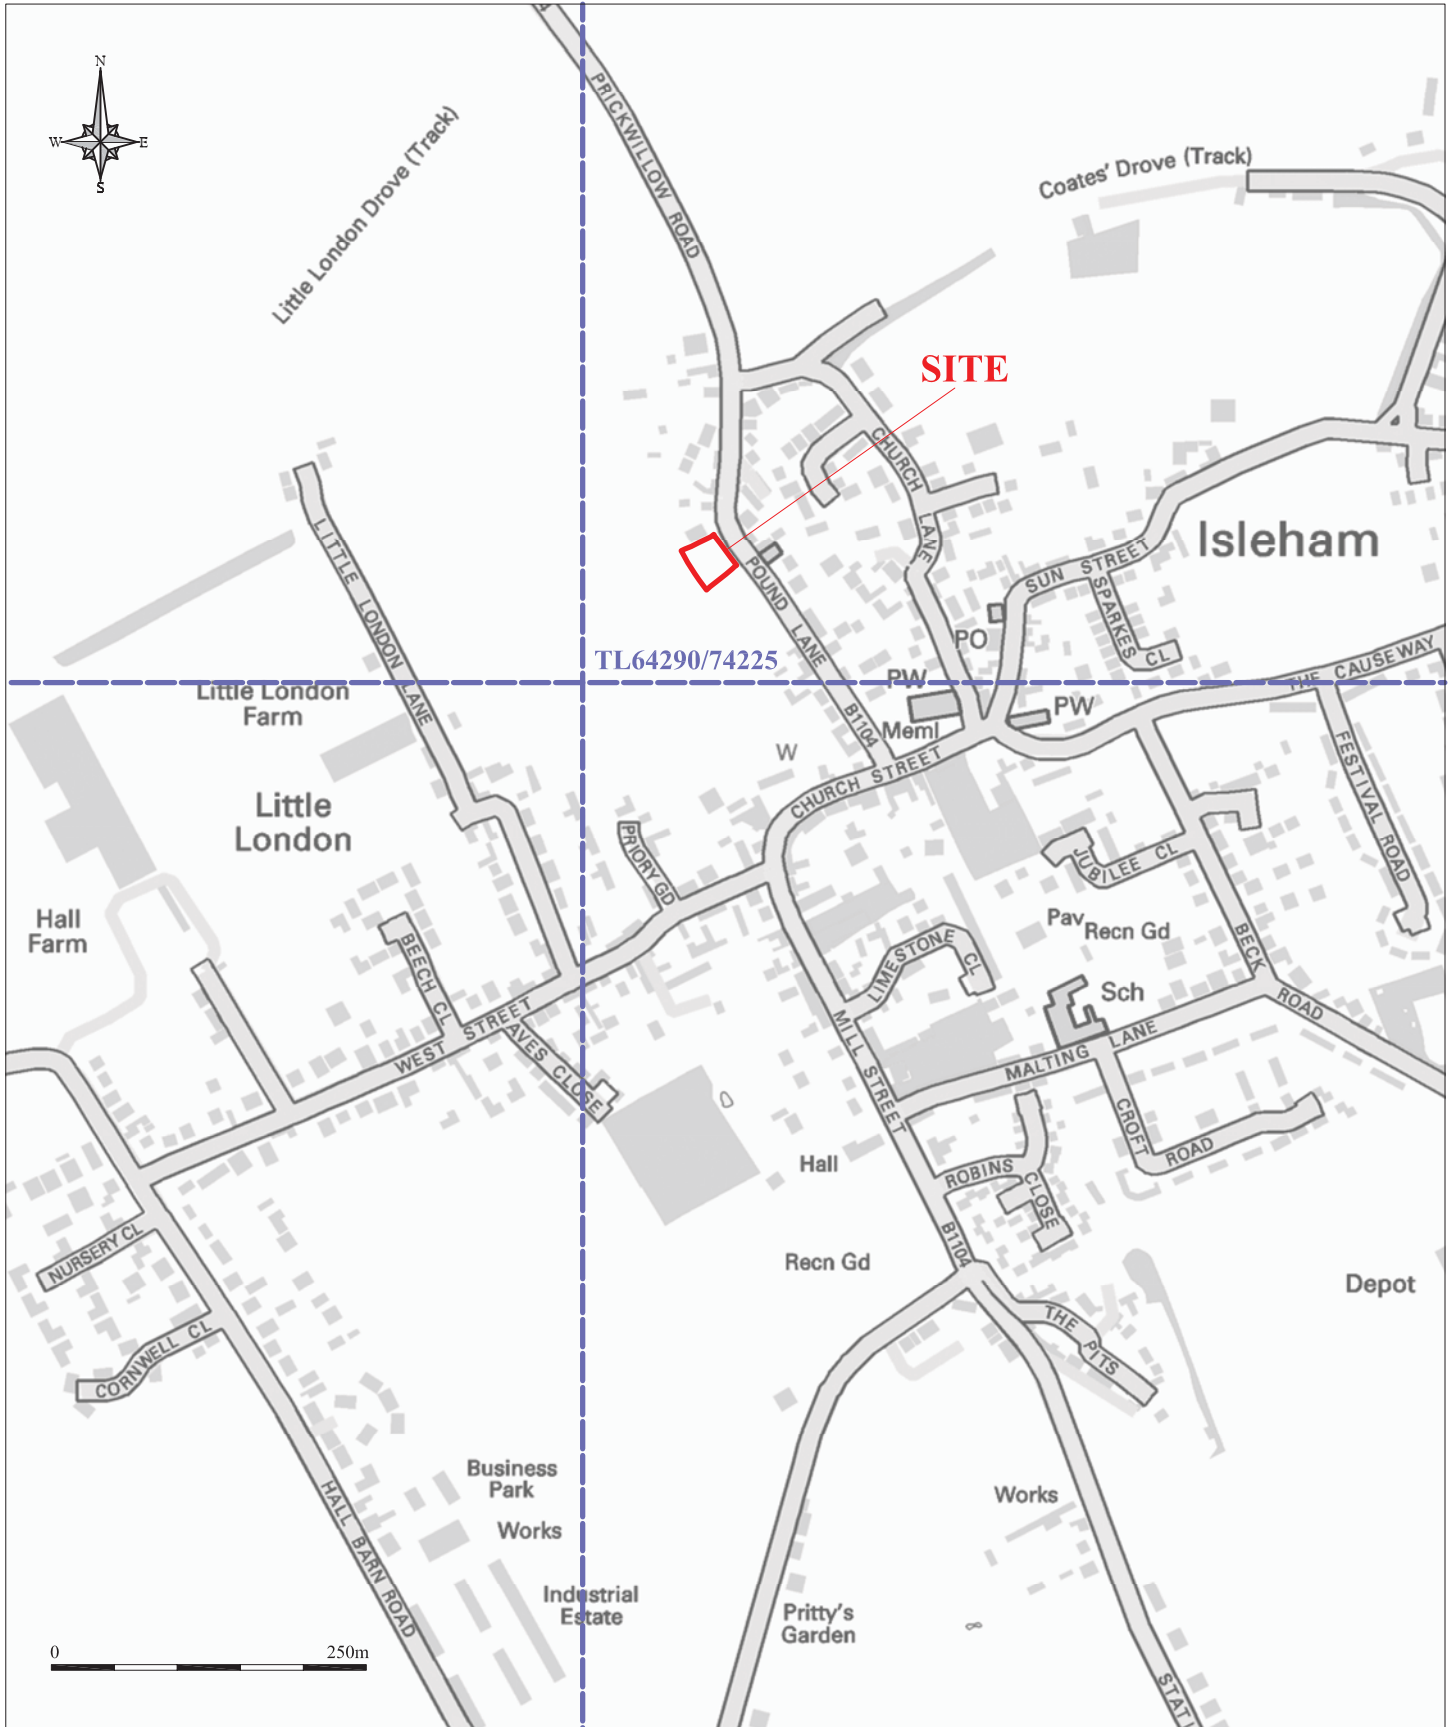 N
W E
S
PRICKWILLOW ROAD
Little London Drove (Track)
Coates' Drove (Track)
SITE
CHURCH LANE
LITTLE LONDON LANE
Isleham
SUN STREET
POUND LANE
SPARKES CL
PO
TL64290/74225
THE CAUSEWAY
PW
Little London
Farm
PW
B1104
Meml
W
CHURCH STREET
FESTIVAL ROAD
Little
London
PRIORY GD
JUBILEE CL
Hall
Farm
Pav
Recn Gd
BEECH CL
LIMESTONE CL
BECK ROAD
Sch
WEST STREET
AVES CLOSE
MILL STREET
MALTING LANE
CROFT ROAD
Hall
ROBINS CLOSE
NURSERY CL
B1104
Recn Gd
Depot
THE PITS
CORNWELL CL
Business
Park
Works
Works
HALL BARN ROAD
Industrial
Estate
Pritty's
Garden
0 250m
STATI